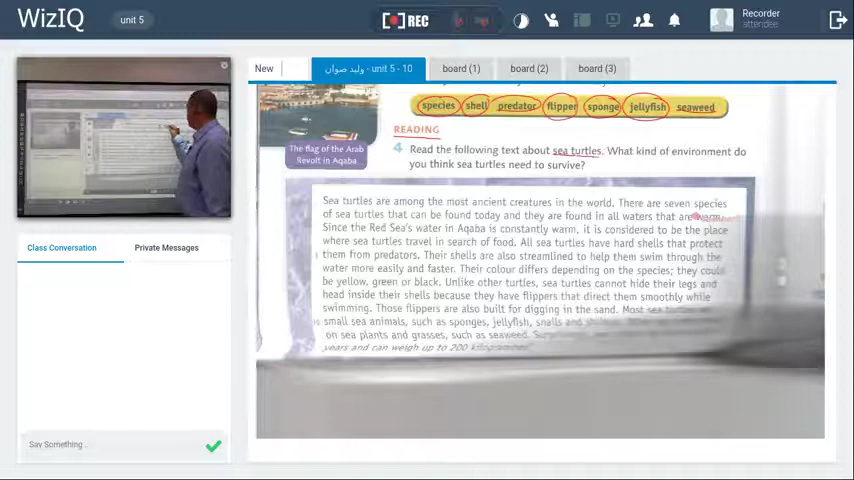 WizIQ
unit 5
REC
Recorder
attendee
New
وليد صوان - unit 5 - 10
board (1)
board (2)
board (3)
species shell predator flipper sponge jellyfish seaweed
The flag of the Arab
Revolt in Aqaba
READING
4 Read the following text about sea turtles. What kind of environment do
you think sea turtles need to survive?
Sea turtles are among the most ancient creatures in the world. There are seven species
of sea turtles that can be found today and they are found in all waters that are warm.
Since the Red Sea's water in Aqaba is constantly warm, it is considered to be the place
where sea turtles travel in search of food. All sea turtles have hard shells that protect
them from predators. Their shells are also streamlined to help them swim through the
water more easily and faster. Their colour differs depending on the species; they could
be yellow, green or black. Unlike other turtles, sea turtles cannot hide their legs and
head inside their shells because they have flippers that direct them smoothly while
swimming. Those flippers are also built for digging in the sand. Most sea
small sea animals, such as sponges, jellyfish, snails and
on sea plants and grasses, such as seaweed.
years and can weigh up to 200 kilogrammes
Class Conversation
Private Messages
Say Something...